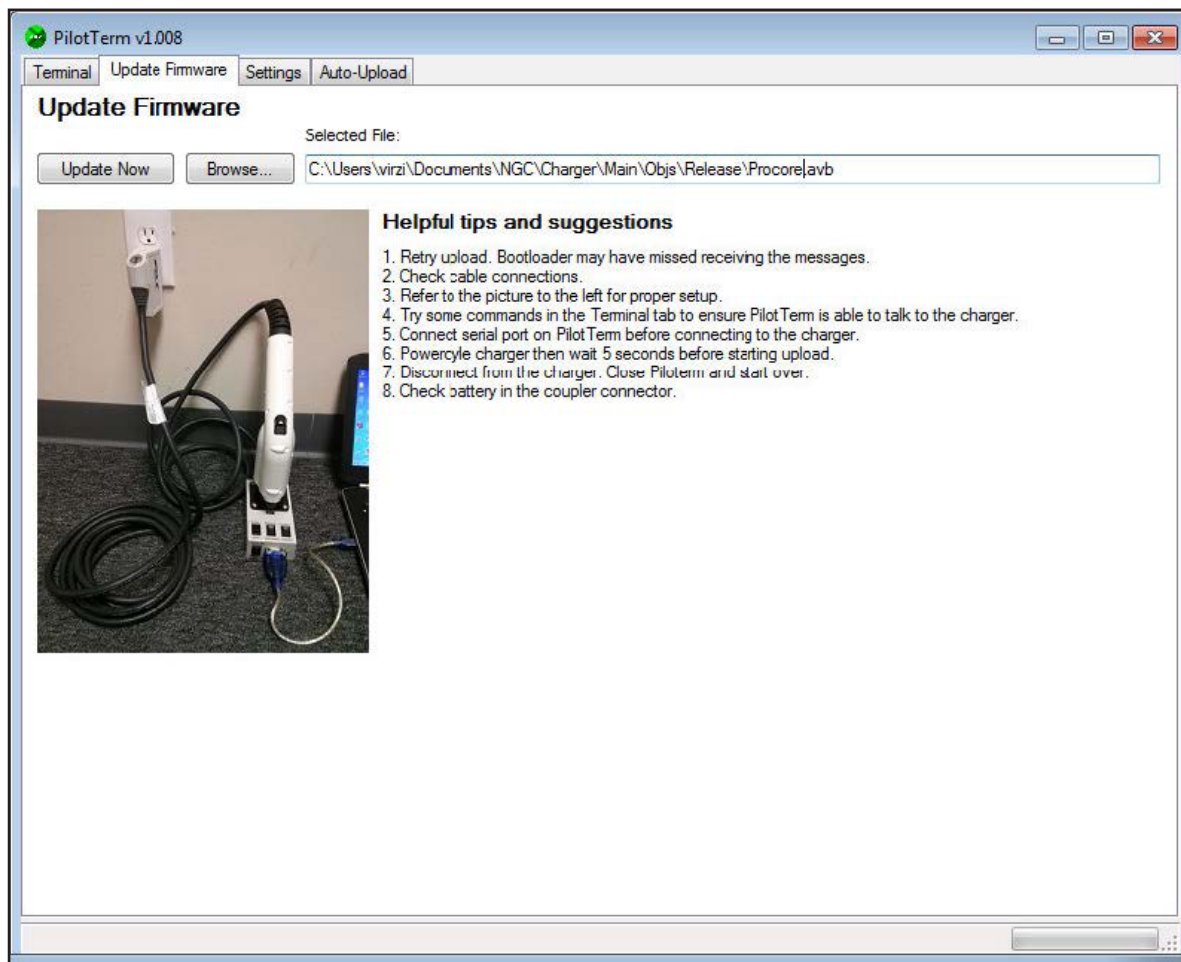 PilotTerm v1.008
Terminal
Update Firmware
Settings
Auto-Upload
Update Firmware
Selected File:
Update Now
Browse...
C:\Users\virzi\Documents\NGC\Charger\Main\Objs\Release\Procore.avb
Helpful tips and suggestions
1. Retry upload. Bootloader may have missed receiving the messages.
2. Check cable connections.
3. Refer to the picture to the left for proper setup.
4. Try some commands in the Terminal tab to ensure PilotTerm is able to talk to the charger.
5. Connect serial port on PilotTerm before connecting to the charger.
6. Powercyle charger then wait 5 seconds before starting upload.
7. Disconnect from the charger. Close Piloterm and start over.
8. Check battery in the coupler connector.